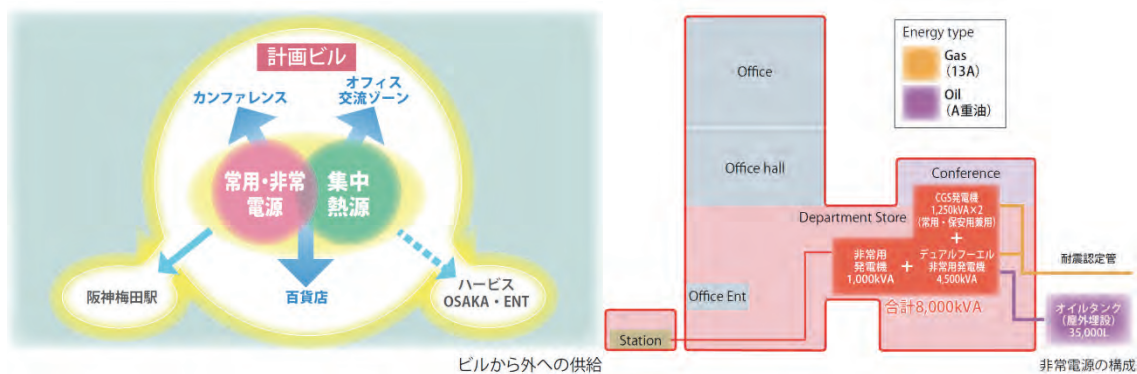 計画ビル
カンファレンス
オフィス
交流ゾーン
常用・非常
電源
集中
熱源
阪神梅田駅
百貨店
ハービス
OSAKA・ENT
ビルから外への供給
Energy type
Gas
(13A)
Oil
(A重油)
Office
Office hall
Conference
Department Store
CGS発電機
1,250kVA×2
(常用・保安用兼用)
+
非常用
発電機
1,000kVA
+
デュアルフーエル
非常用発電機
4,500kVA
合計8,000kVA
耐震認定管
オイルタンク
(屋外埋設)
35,000L
Office Ent
Station
非常電源の構成